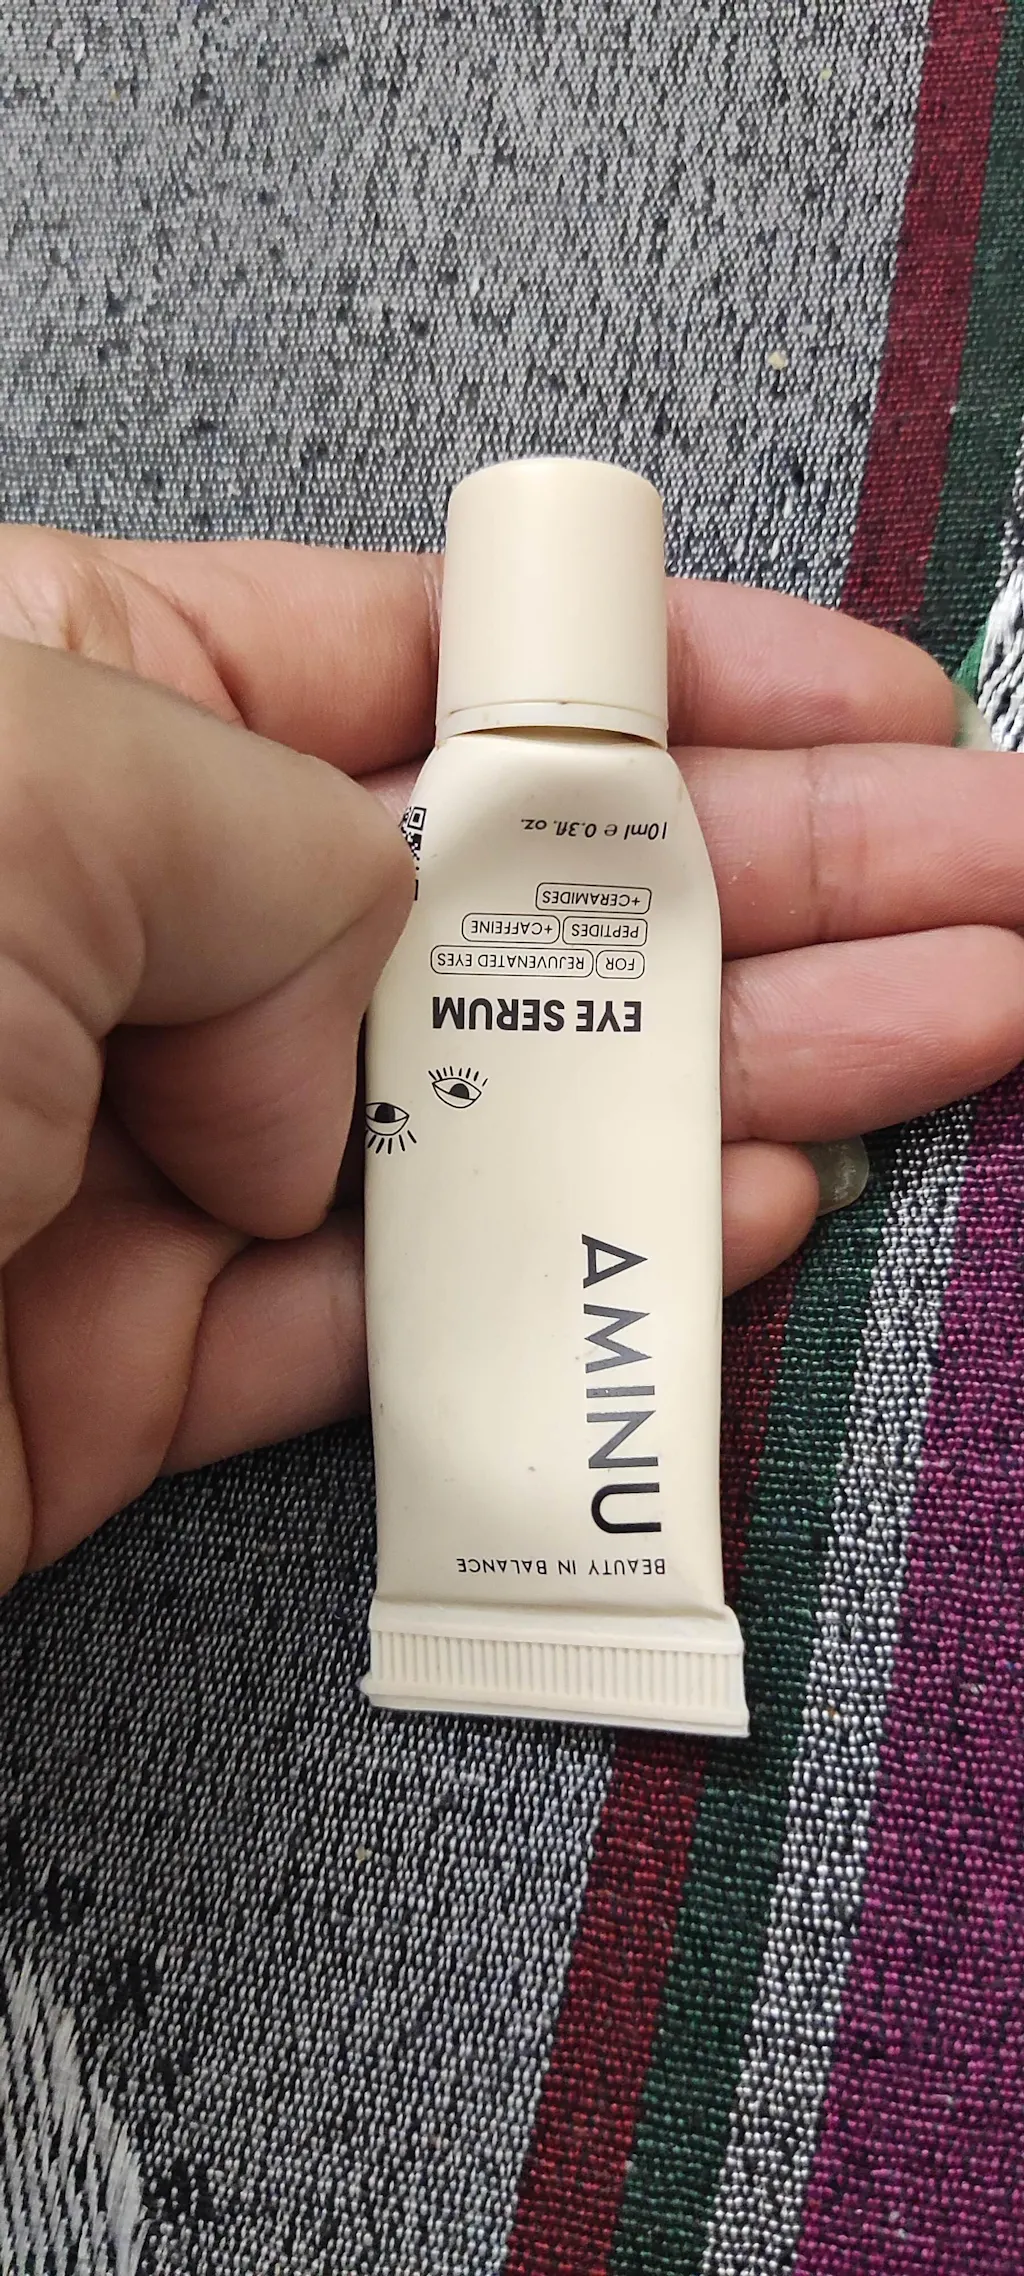 BEAUTY IN BALANCE
AMINU
EYE SERUM
FOR REJUVENATED EYES
PEPTIDES +CAFFEINE
+CERAMIDES
10ml e 0.3fl. oz.